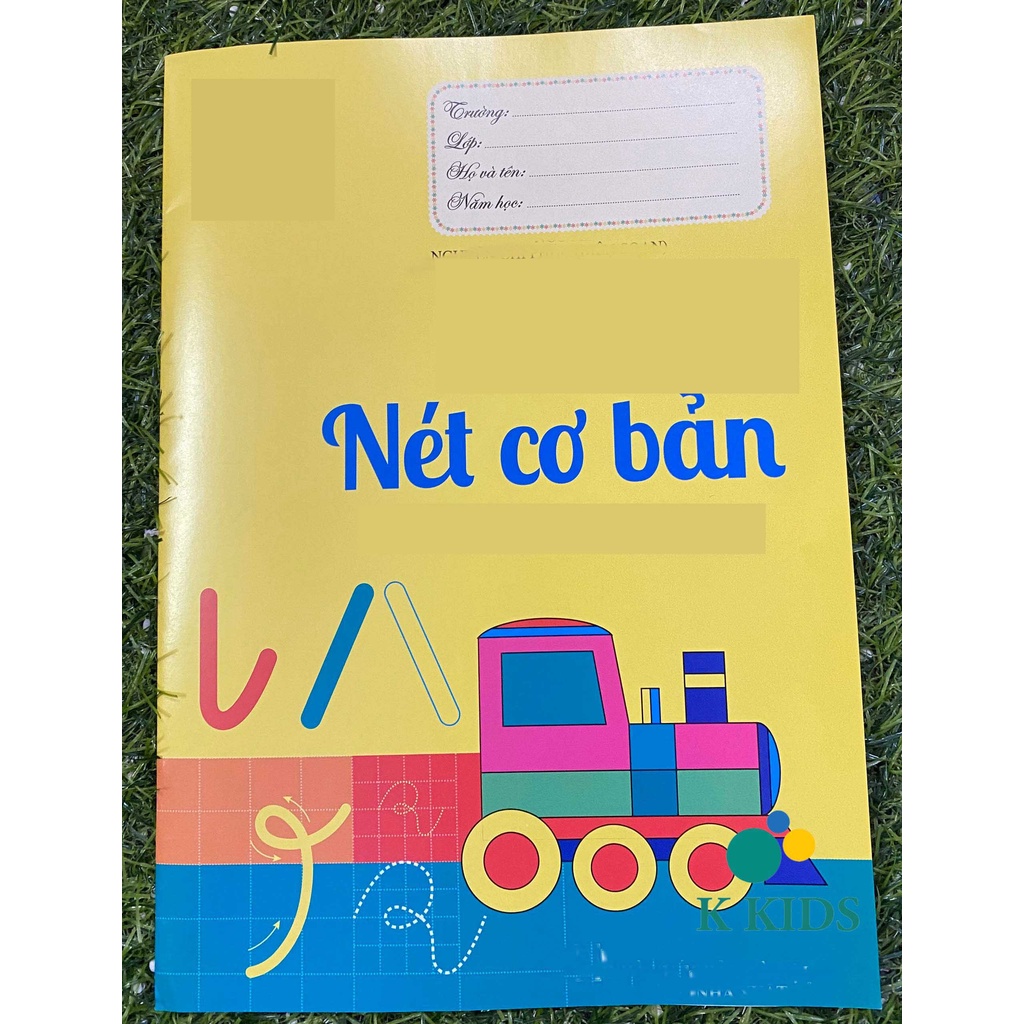 Trường:
Lớp:
Họ và tên:
Năm học:
Nét cơ bản
K KIDS